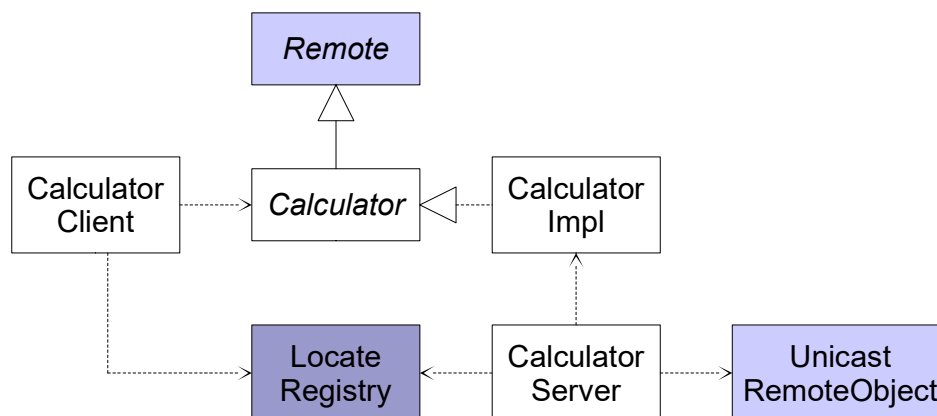 Remote
Calculator
Client
Calculator
Calculator
Impl
Locate
Registry
Calculator
Server
Unicast
RemoteObject